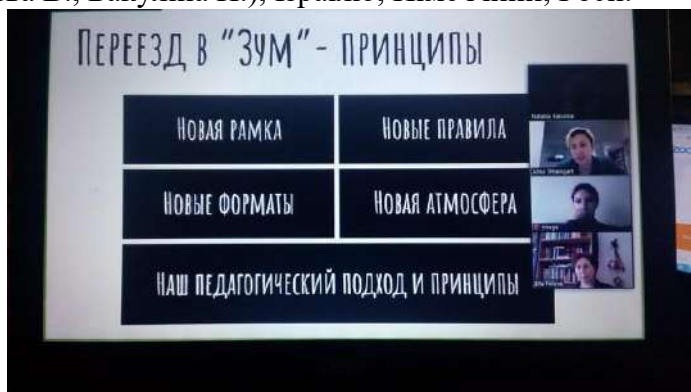 ПЕРЕЕЗД В "ЗУМ" - ПРИНЦИПЫ
НОВАЯ РАМКА
НОВЫЕ ПРАВИЛА
НОВЫЕ ФОРМАТЫ
НОВАЯ АТМОСФЕРА
НАШ ПЕДАГОГИЧЕСКИЙ ПОДХОД И ПРИНЦИПЫ